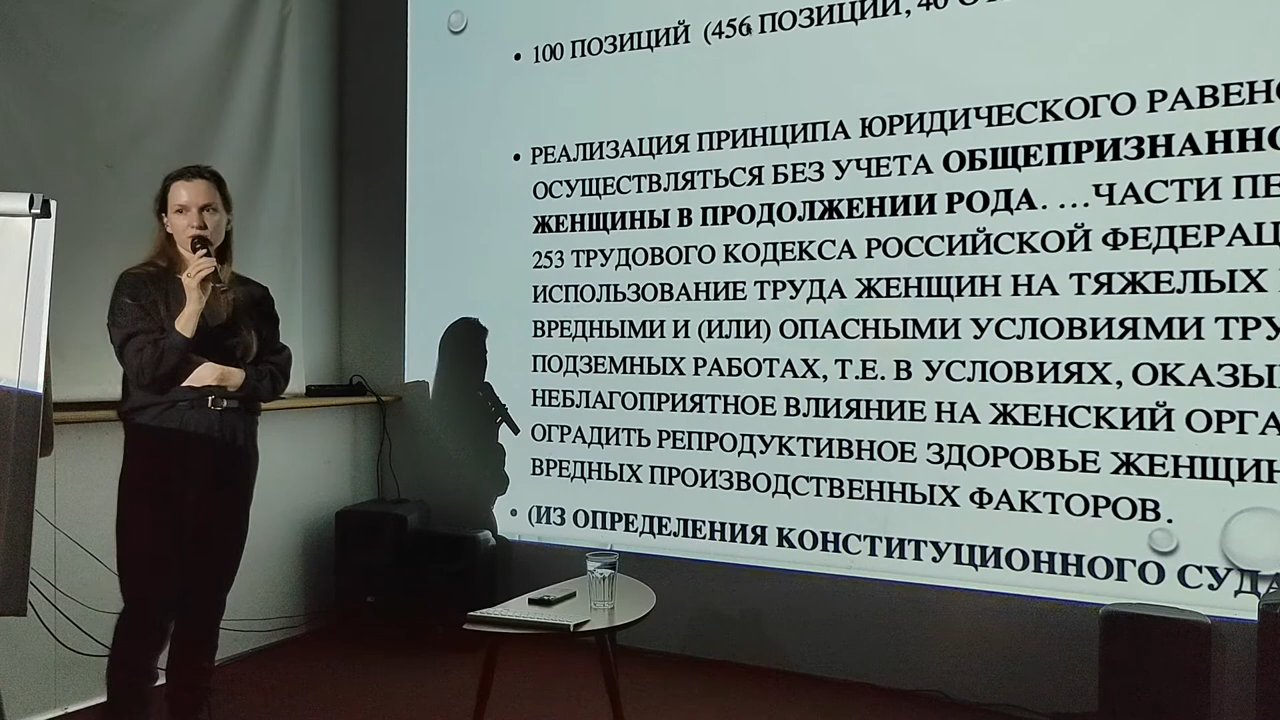 • 100 ПОЗИЦИЙ (456 ПОЗИЦИЙ, 40
• РЕАЛИЗАЦИЯ ПРИНЦИПА ЮРИДИЧЕСКОГО
ОСУЩЕСТВЛЯТЬСЯ БЕЗ УЧЕТА
ЖЕНЩИНЫ В ПРОДОЛЖЕНИИ РОДА. …ЧАСТИ
253 ТРУДОВОГО КОДЕКСА РОССИЙСКОЙ
ИСПОЛЬЗОВАНИЕ ТРУДА ЖЕНЩИН НА ТЯЖЕЛЫХ
ВРЕДНЫМИ И (ИЛИ) ОПАСНЫМИ УСЛОВИЯМИ
ПОДЗЕМНЫХ РАБОТАХ, Т.Е. В УСЛОВИЯХ,
НЕБЛАГОПРИЯТНОЕ ВЛИЯНИЕ НА ЖЕНСКИЙ
ОГРАДИТЬ РЕПРОДУКТИВНОЕ ЗДОРОВЬЕ
ВРЕДНЫХ ПРОИЗВОДСТВЕННЫХ ФАКТОРОВ.
• (ИЗ ОПРЕДЕЛЕНИЯ КОНСТИТУЦИОННОГО СУДА